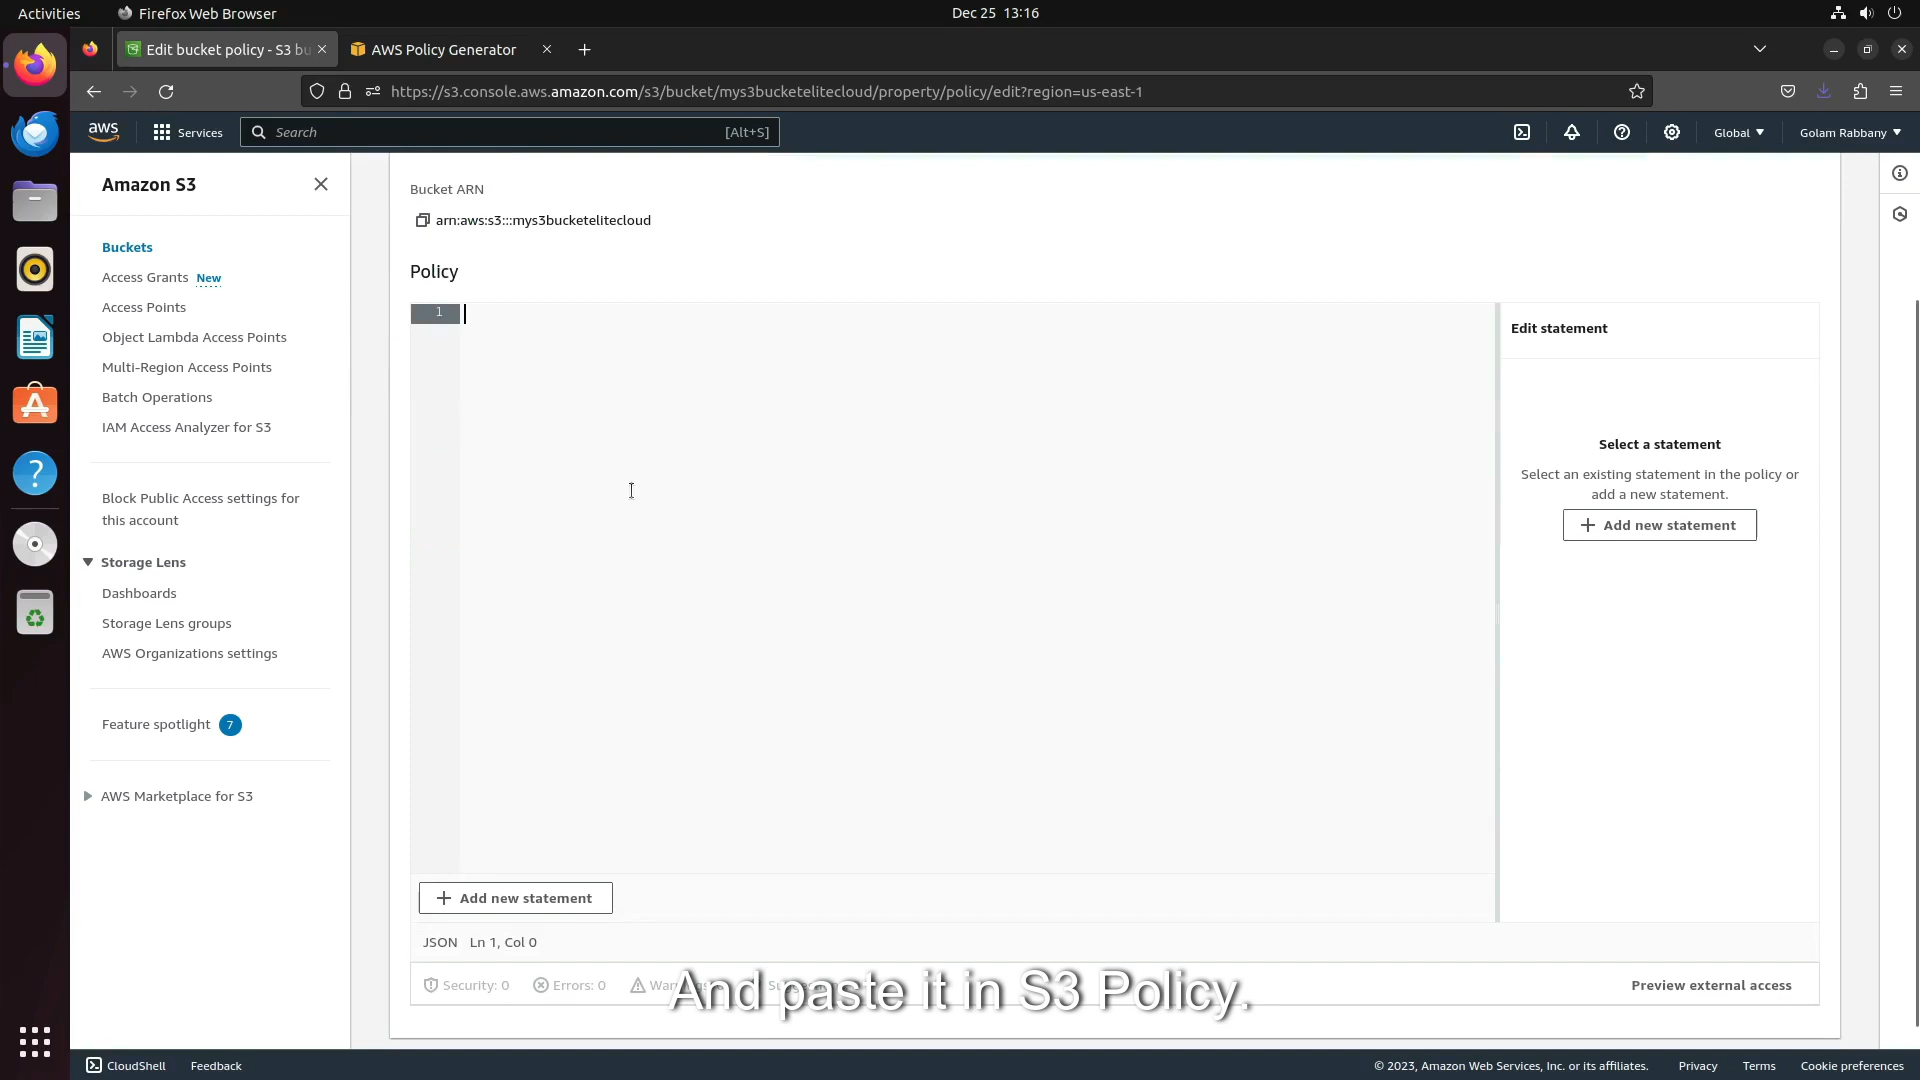 Activities
Firefox Web Browser
Dec 25 13:16
Edit bucket policy - S3 bu
AWS Policy Generator
https://s3.console.aws.amazon.com/s3/bucket/mys3bucketelitecloud/property/policy/edit?region=us-east-1
aws
Services
Search
[Alt+S]
Global
Golam Rabbany
Amazon S3
Buckets
Access Grants New
Access Points
Object Lambda Access Points
Multi-Region Access Points
Batch Operations
IAM Access Analyzer for S3
Block Public Access settings for
this account
Storage Lens
Dashboards
Storage Lens groups
AWS Organizations settings
Feature spotlight 7
AWS Marketplace for S3
Bucket ARN
arn:aws:s3:::mys3bucketelitecloud
Policy
1
Edit statement
Select a statement
Select an existing statement in the policy or
add a new statement.
Add new statement
Add new statement
JSON Ln 1, Col 0
Security: 0
Errors: 0
And paste it in S3 Policy.
Preview external access
CloudShell
Feedback
© 2023, Amazon Web Services, Inc. or its affiliates.
Privacy
Terms
Cookie preferences